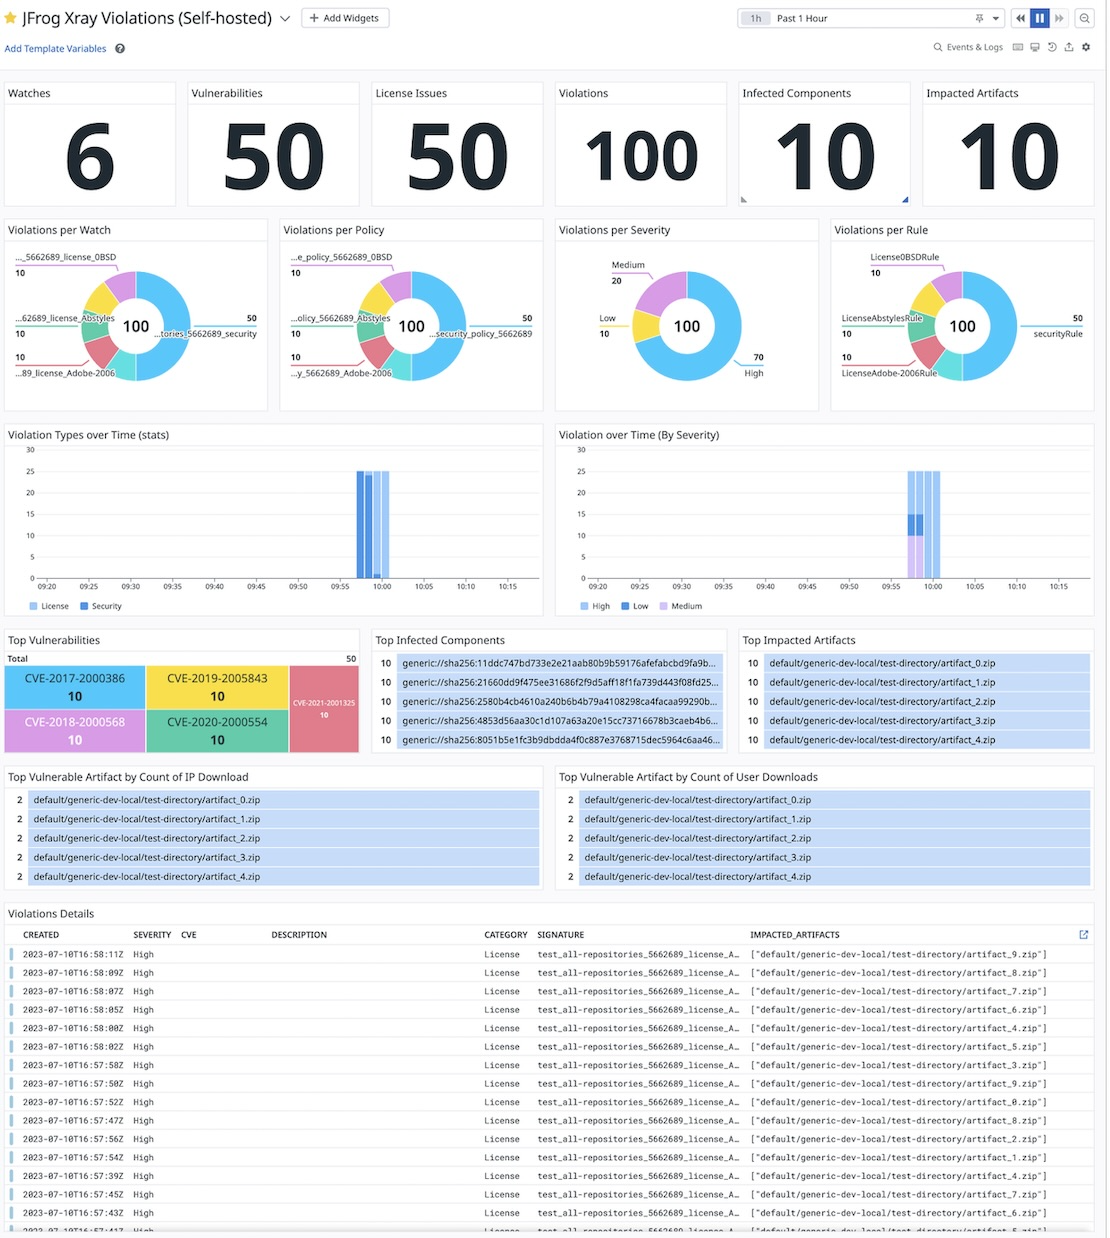 JFrog Xray Violations (Self-hosted)
+ Add Widgets
1h Past 1 Hour
Add Template Variables
Events & Logs
Watches
6
Vulnerabilities
50
License Issues
50
Violations
100
Infected Components
10
Impacted Artifacts
10
Violations per Watch
..._5662689_license_0BSD
10
...62689_license_Abstyles
10
10
...89_license_Adobe-2006
100
50
...tories_5662689_security
Violations per Policy
...e_policy_5662689_0BSD
10
...olicy_5662689_Abstyles
10
10
...y_5662689_Adobe-2006
100
50
...security_policy_5662689
Violations per Severity
Medium
20
Low
10
100
70
High
Violations per Rule
License0BSDRule
10
LicenseAbstylesRule
10
10
LicenseAdobe-2006Rule
100
50
securityRule
Violation Types over Time (stats)
30
25
20
15
10
5
0
09:20 09:25 09:30 09:35 09:40 09:45 09:50 09:55 10:00 10:05 10:10 10:15
License Security
Violation over Time (By Severity)
30
25
20
15
10
5
0
09:20 09:25 09:30 09:35 09:40 09:45 09:50 09:55 10:00 10:05 10:10 10:15
High Low Medium
Top Vulnerabilities
Total 50
CVE-2017-2000386
10
CVE-2019-2005843
10
CVE-2018-2000568
10
CVE-2020-2000554
10
CVE-2021-2001325
10
Top Infected Components
10 generic://sha256:11ddc747bd733e2e21aab80b9b59176afefabcbd9fa9b...
10 generic://sha256:21660dd9f475ee31686f2f9d5aff18f1fa739d443f08fd25...
10 generic://sha256:2580b4cb4610a240b6b4b79a4108298ca4facaa99290b...
10 generic://sha256:4853d56aa30c1d107a63a20e15cc73716678b3caeb4b6...
10 generic://sha256:8051b5e1fc3b9dbdda4f0c887e3768715dec5964c6aa46...
Top Impacted Artifacts
10 default/generic-dev-local/test-directory/artifact_0.zip
10 default/generic-dev-local/test-directory/artifact_1.zip
10 default/generic-dev-local/test-directory/artifact_2.zip
10 default/generic-dev-local/test-directory/artifact_3.zip
10 default/generic-dev-local/test-directory/artifact_4.zip
Top Vulnerable Artifact by Count of IP Download
2 default/generic-dev-local/test-directory/artifact_0.zip
2 default/generic-dev-local/test-directory/artifact_1.zip
2 default/generic-dev-local/test-directory/artifact_2.zip
2 default/generic-dev-local/test-directory/artifact_3.zip
2 default/generic-dev-local/test-directory/artifact_4.zip
Top Vulnerable Artifact by Count of User Downloads
2 default/generic-dev-local/test-directory/artifact_0.zip
2 default/generic-dev-local/test-directory/artifact_1.zip
2 default/generic-dev-local/test-directory/artifact_2.zip
2 default/generic-dev-local/test-directory/artifact_3.zip
2 default/generic-dev-local/test-directory/artifact_4.zip
Violations Details
CREATED SEVERITY CVE DESCRIPTION CATEGORY SIGNATURE IMPACTED_ARTIFACTS
2023-07-10T16:58:11Z High License test_all-repositories_5662689_license_A... ["default/generic-dev-local/test-directory/artifact_9.zip"]
2023-07-10T16:58:09Z High License test_all-repositories_5662689_license_A... ["default/generic-dev-local/test-directory/artifact_8.zip"]
2023-07-10T16:58:07Z High License test_all-repositories_5662689_license_A... ["default/generic-dev-local/test-directory/artifact_7.zip"]
2023-07-10T16:58:05Z High License test_all-repositories_5662689_license_A... ["default/generic-dev-local/test-directory/artifact_6.zip"]
2023-07-10T16:58:00Z High License test_all-repositories_5662689_license_A... ["default/generic-dev-local/test-directory/artifact_4.zip"]
2023-07-10T16:58:02Z High License test_all-repositories_5662689_license_A... ["default/generic-dev-local/test-directory/artifact_5.zip"]
2023-07-10T16:57:58Z High License test_all-repositories_5662689_license_A... ["default/generic-dev-local/test-directory/artifact_3.zip"]
2023-07-10T16:57:50Z High License test_all-repositories_5662689_license_A... ["default/generic-dev-local/test-directory/artifact_9.zip"]
2023-07-10T16:57:52Z High License test_all-repositories_5662689_license_A... ["default/generic-dev-local/test-directory/artifact_0.zip"]
2023-07-10T16:57:47Z High License test_all-repositories_5662689_license_A... ["default/generic-dev-local/test-directory/artifact_8.zip"]
2023-07-10T16:57:56Z High License test_all-repositories_5662689_license_A... ["default/generic-dev-local/test-directory/artifact_2.zip"]
2023-07-10T16:57:54Z High License test_all-repositories_5662689_license_A... ["default/generic-dev-local/test-directory/artifact_1.zip"]
2023-07-10T16:57:39Z High License test_all-repositories_5662689_license_A... ["default/generic-dev-local/test-directory/artifact_4.zip"]
2023-07-10T16:57:45Z High License test_all-repositories_5662689_license_A... ["default/generic-dev-local/test-directory/artifact_7.zip"]
2023-07-10T16:57:43Z High License test_all-repositories_5662689_license_A... ["default/generic-dev-local/test-directory/artifact_6.zip"]